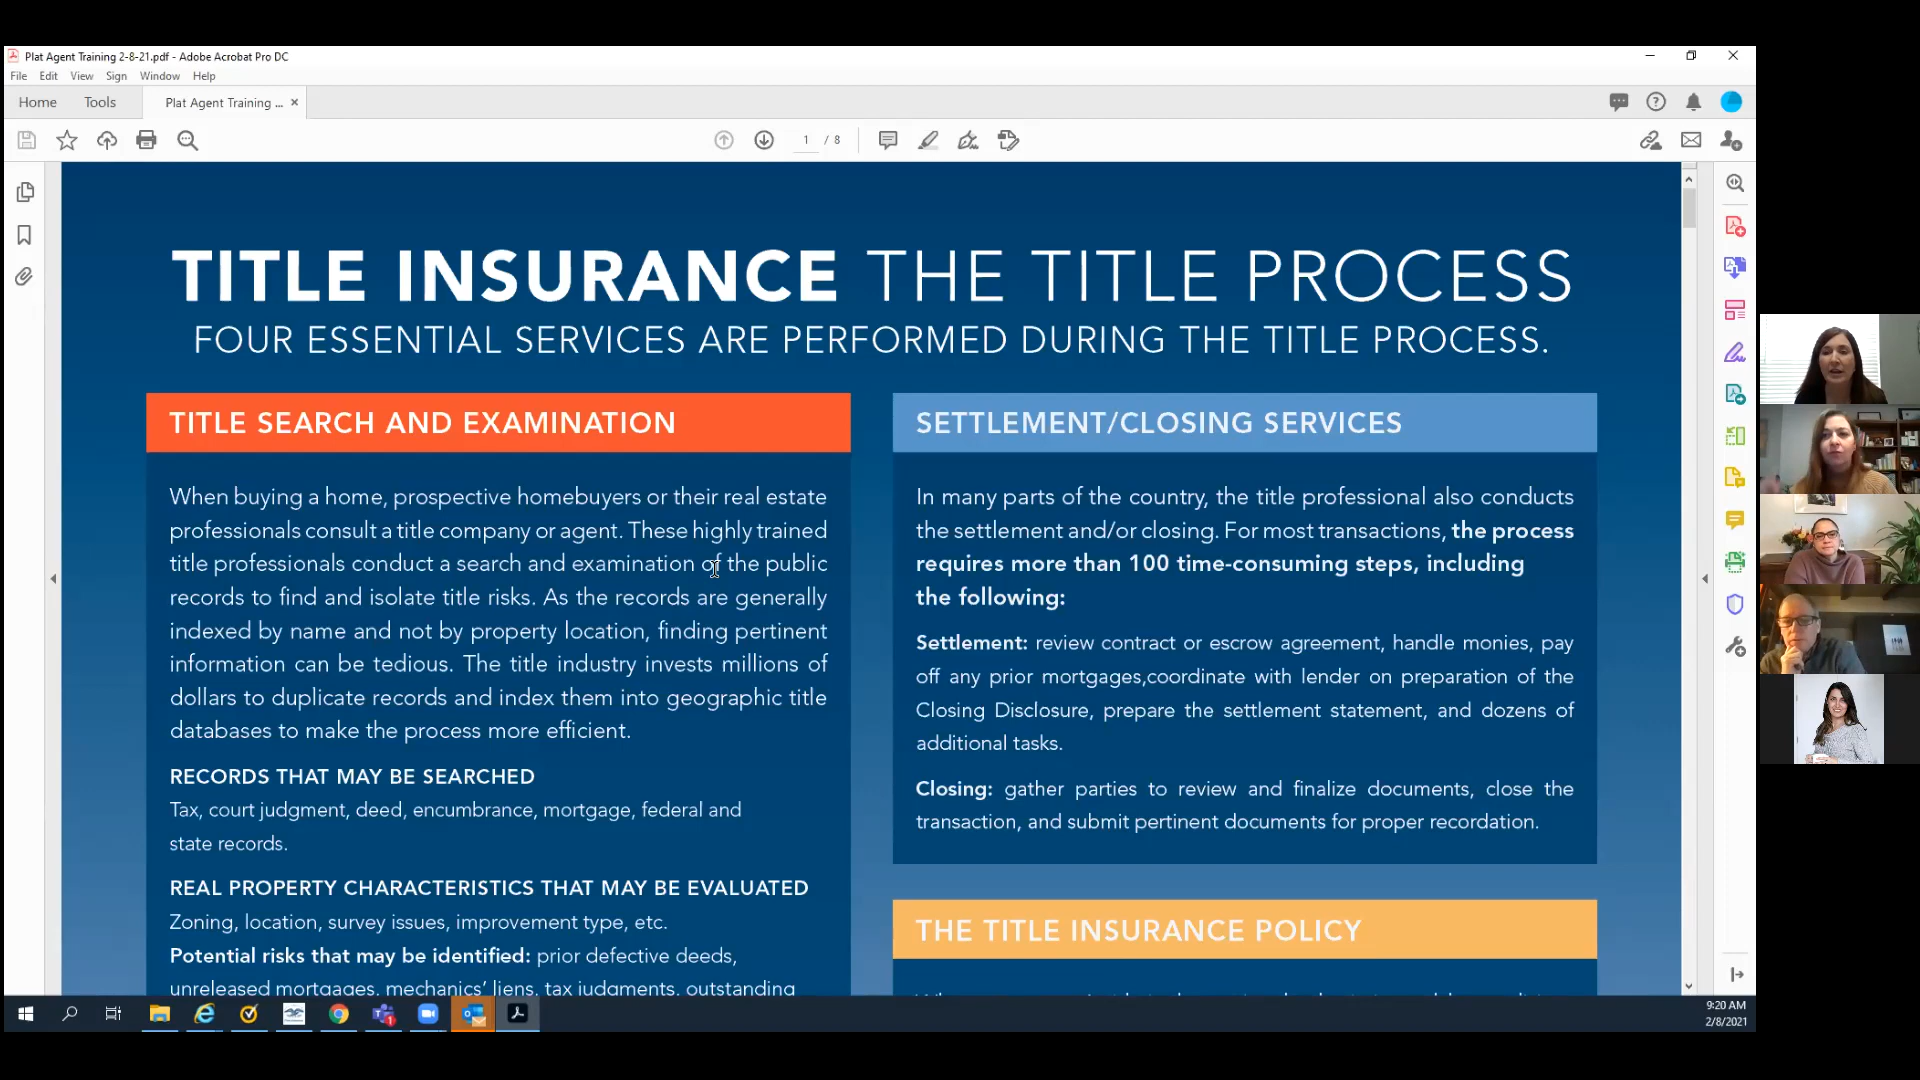 Plat Agent Training 2-8-21.pdf - Adobe Acrobat Pro DC
File Edit View Sign Window Help
Home Tools Plat Agent Training ... ×
1 / 8
TITLE INSURANCE THE TITLE PROCESS
FOUR ESSENTIAL SERVICES ARE PERFORMED DURING THE TITLE PROCESS.
TITLE SEARCH AND EXAMINATION
When buying a home, prospective homebuyers or their real estate
professionals consult a title company or agent. These highly trained
title professionals conduct a search and examination of the public
records to find and isolate title risks. As the records are generally
indexed by name and not by property location, finding pertinent
information can be tedious. The title industry invests millions of
dollars to duplicate records and index them into geographic title
databases to make the process more efficient.
RECORDS THAT MAY BE SEARCHED
Tax, court judgment, deed, encumbrance, mortgage, federal and
state records.
REAL PROPERTY CHARACTERISTICS THAT MAY BE EVALUATED
Zoning, location, survey issues, improvement type, etc.
Potential risks that may be identified: prior defective deeds,
unreleased mortgages, mechanics' liens, tax judgments, outstanding
SETTLEMENT/CLOSING SERVICES
In many parts of the country, the title professional also conducts
the settlement and/or closing. For most transactions, the process
requires more than 100 time-consuming steps, including
the following:
Settlement: review contract or escrow agreement, handle monies, pay
off any prior mortgages,coordinate with lender on preparation of the
Closing Disclosure, prepare the settlement statement, and dozens of
additional tasks.
Closing: gather parties to review and finalize documents, close the
transaction, and submit pertinent documents for proper recordation.
THE TITLE INSURANCE POLICY
9:20 AM
2/8/2021